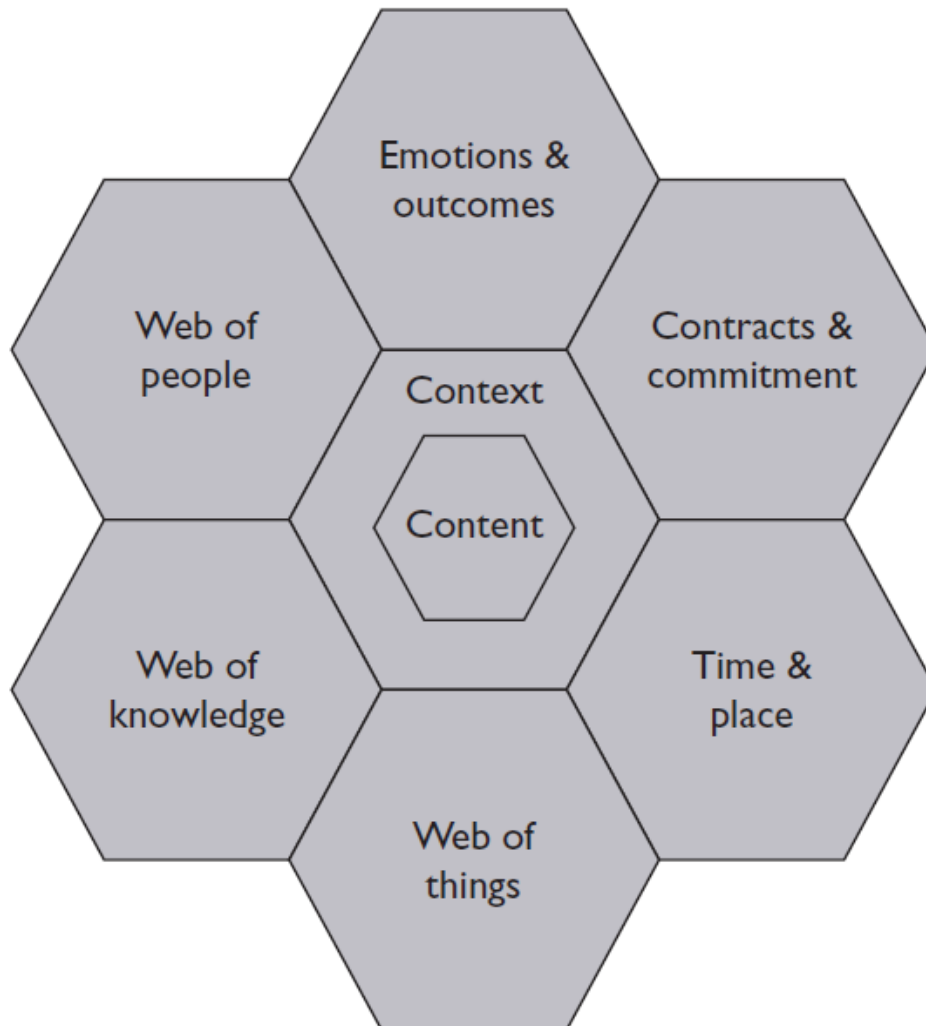 Emotions &
outcomes
Web of
people
Contracts &
commitment
Context
Content
Web of
knowledge
Time &
place
Web of
things